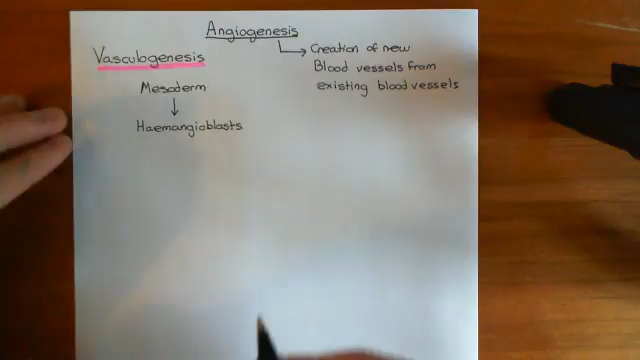 Angiogenesis
Vasculogenesis
Creation of new
Blood vessels from
existing blood vessels
Mesoderm
Haemangioblasts